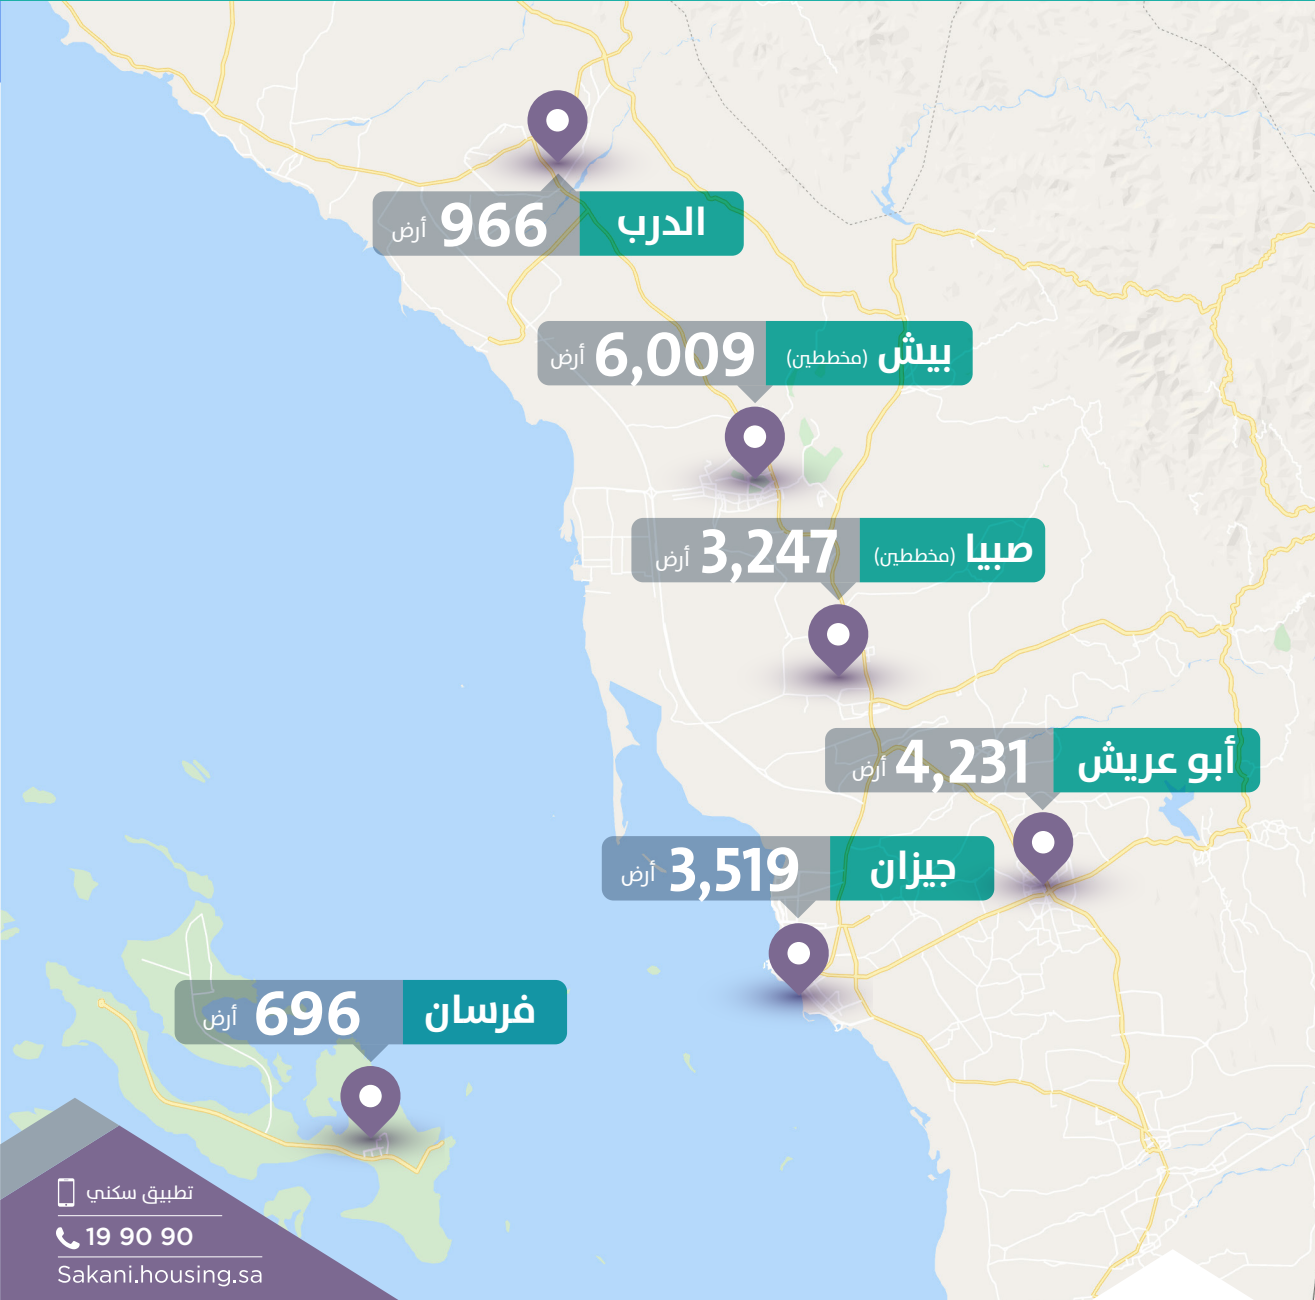 الدرب 966 أرض
بيش (مخططين) 6,009 أرض
صبيا (مخططين) 3,247 أرض
أبو عريش 4,231 أرض
جيزان 3,519 أرض
فرسان 696 أرض
تطبيق سكني
19 90 90
Sakani.housing.sa